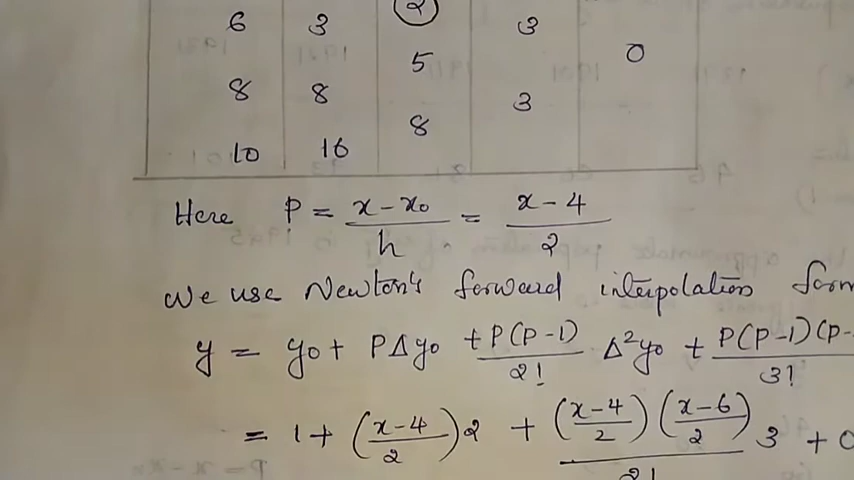 2
6 3 3
5 0
8 8 3
8
10 16
Here P = x - x₀ / h = x - 4 / 2
We use Newton's forward interpolation form
y = y₀ + PΔy₀ + P(P-1) / 2! Δ²y₀ + P(P-1)(P- / 3!
= 1 + (x-4 / 2) 2 + (x-4 / 2)(x-6 / 2) / 2! 3 + 0